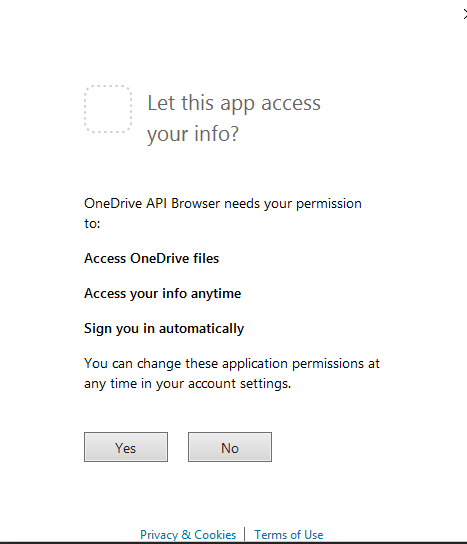 Let this app access
your info?
OneDrive API Browser needs your permission
to:
Access OneDrive files
Access your info anytime
Sign you in automatically
You can change these application permissions at
any time in your account settings.
Yes No
Privacy & Cookies | Terms of Use